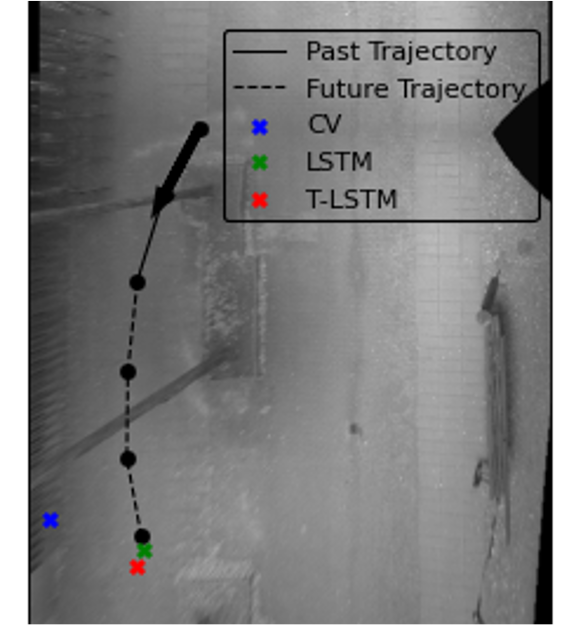 Past Trajectory
Future Trajectory
CV
LSTM
T-LSTM